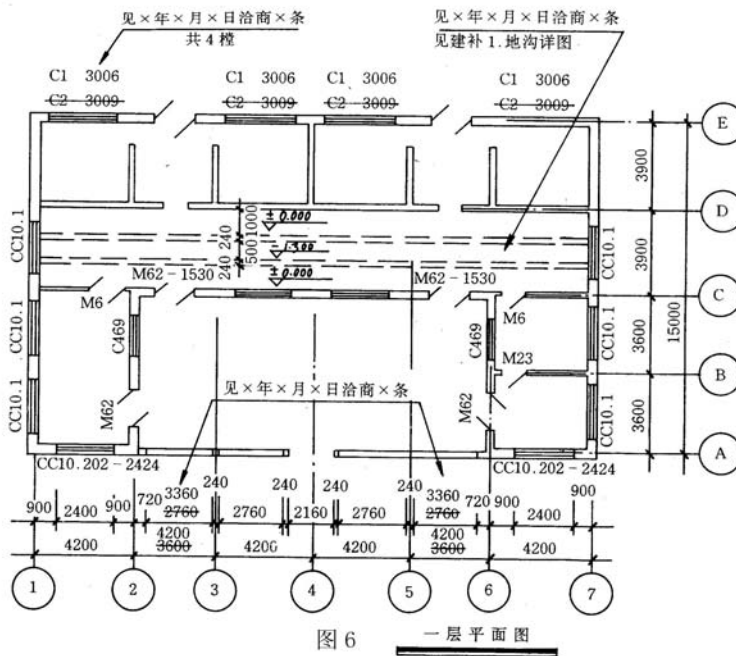 见×年×月×日洽商×条
共4樘
见×年×月×日洽商×条
见建补1.地沟详图
C1 3006
C2 3009
C1 3006
C2 3009
C1 3006
C2 3009
C1 3006
C2 3009
E
D
C
B
A
3900
3900
3600
3600
15000
1000
240
500
240
±0.000
-1.500
±0.000
CC10.1
CC10.1
CC10.1
CC10.1
CC10.1
CC10.1
M62-1530
M62-1530
M6
M6
C469
C469
M23
M62
M62
见×年×月×日洽商×条
CC10.202-2424
CC10.202-2424
900
2400
900
720
3360
2760
240
2760
240
2160
240
2760
240
3360
2760
720
900
2400
900
4200
4200
3600
4200
4200
4200
3600
4200
1
2
3
4
5
6
7
图6
一层平面图